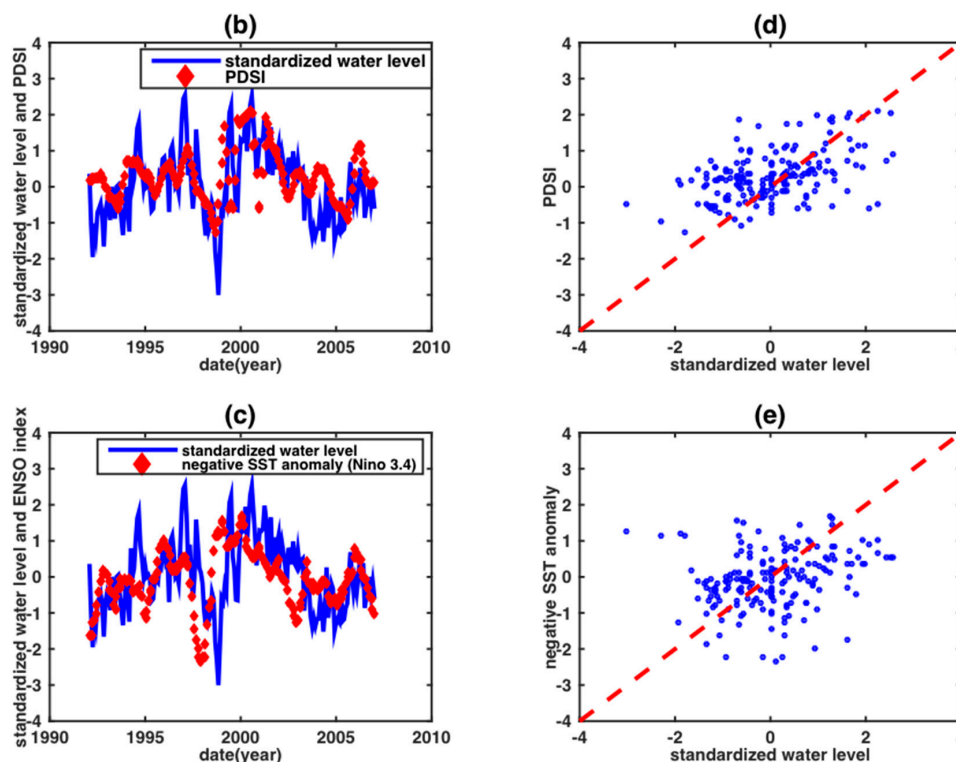 (b)
standardized water level and PDSI
4
3
2
1
0
-1
-2
-3
-4
standardized water level
PDSI
1990 1995 2000 2005 2010
date(year)
(d)
PDSI
4
3
2
1
0
-1
-2
-3
-4
-4 -2 0 2
standardized water level
(c)
standardized water level and ENSO index
4
3
2
1
0
-1
-2
-3
-4
standardized water level
negative SST anomaly (Nino 3.4)
1990 1995 2000 2005 2010
date(year)
(e)
negative SST anomaly
4
3
2
1
0
-1
-2
-3
-4
-4 -2 0 2
standardized water level